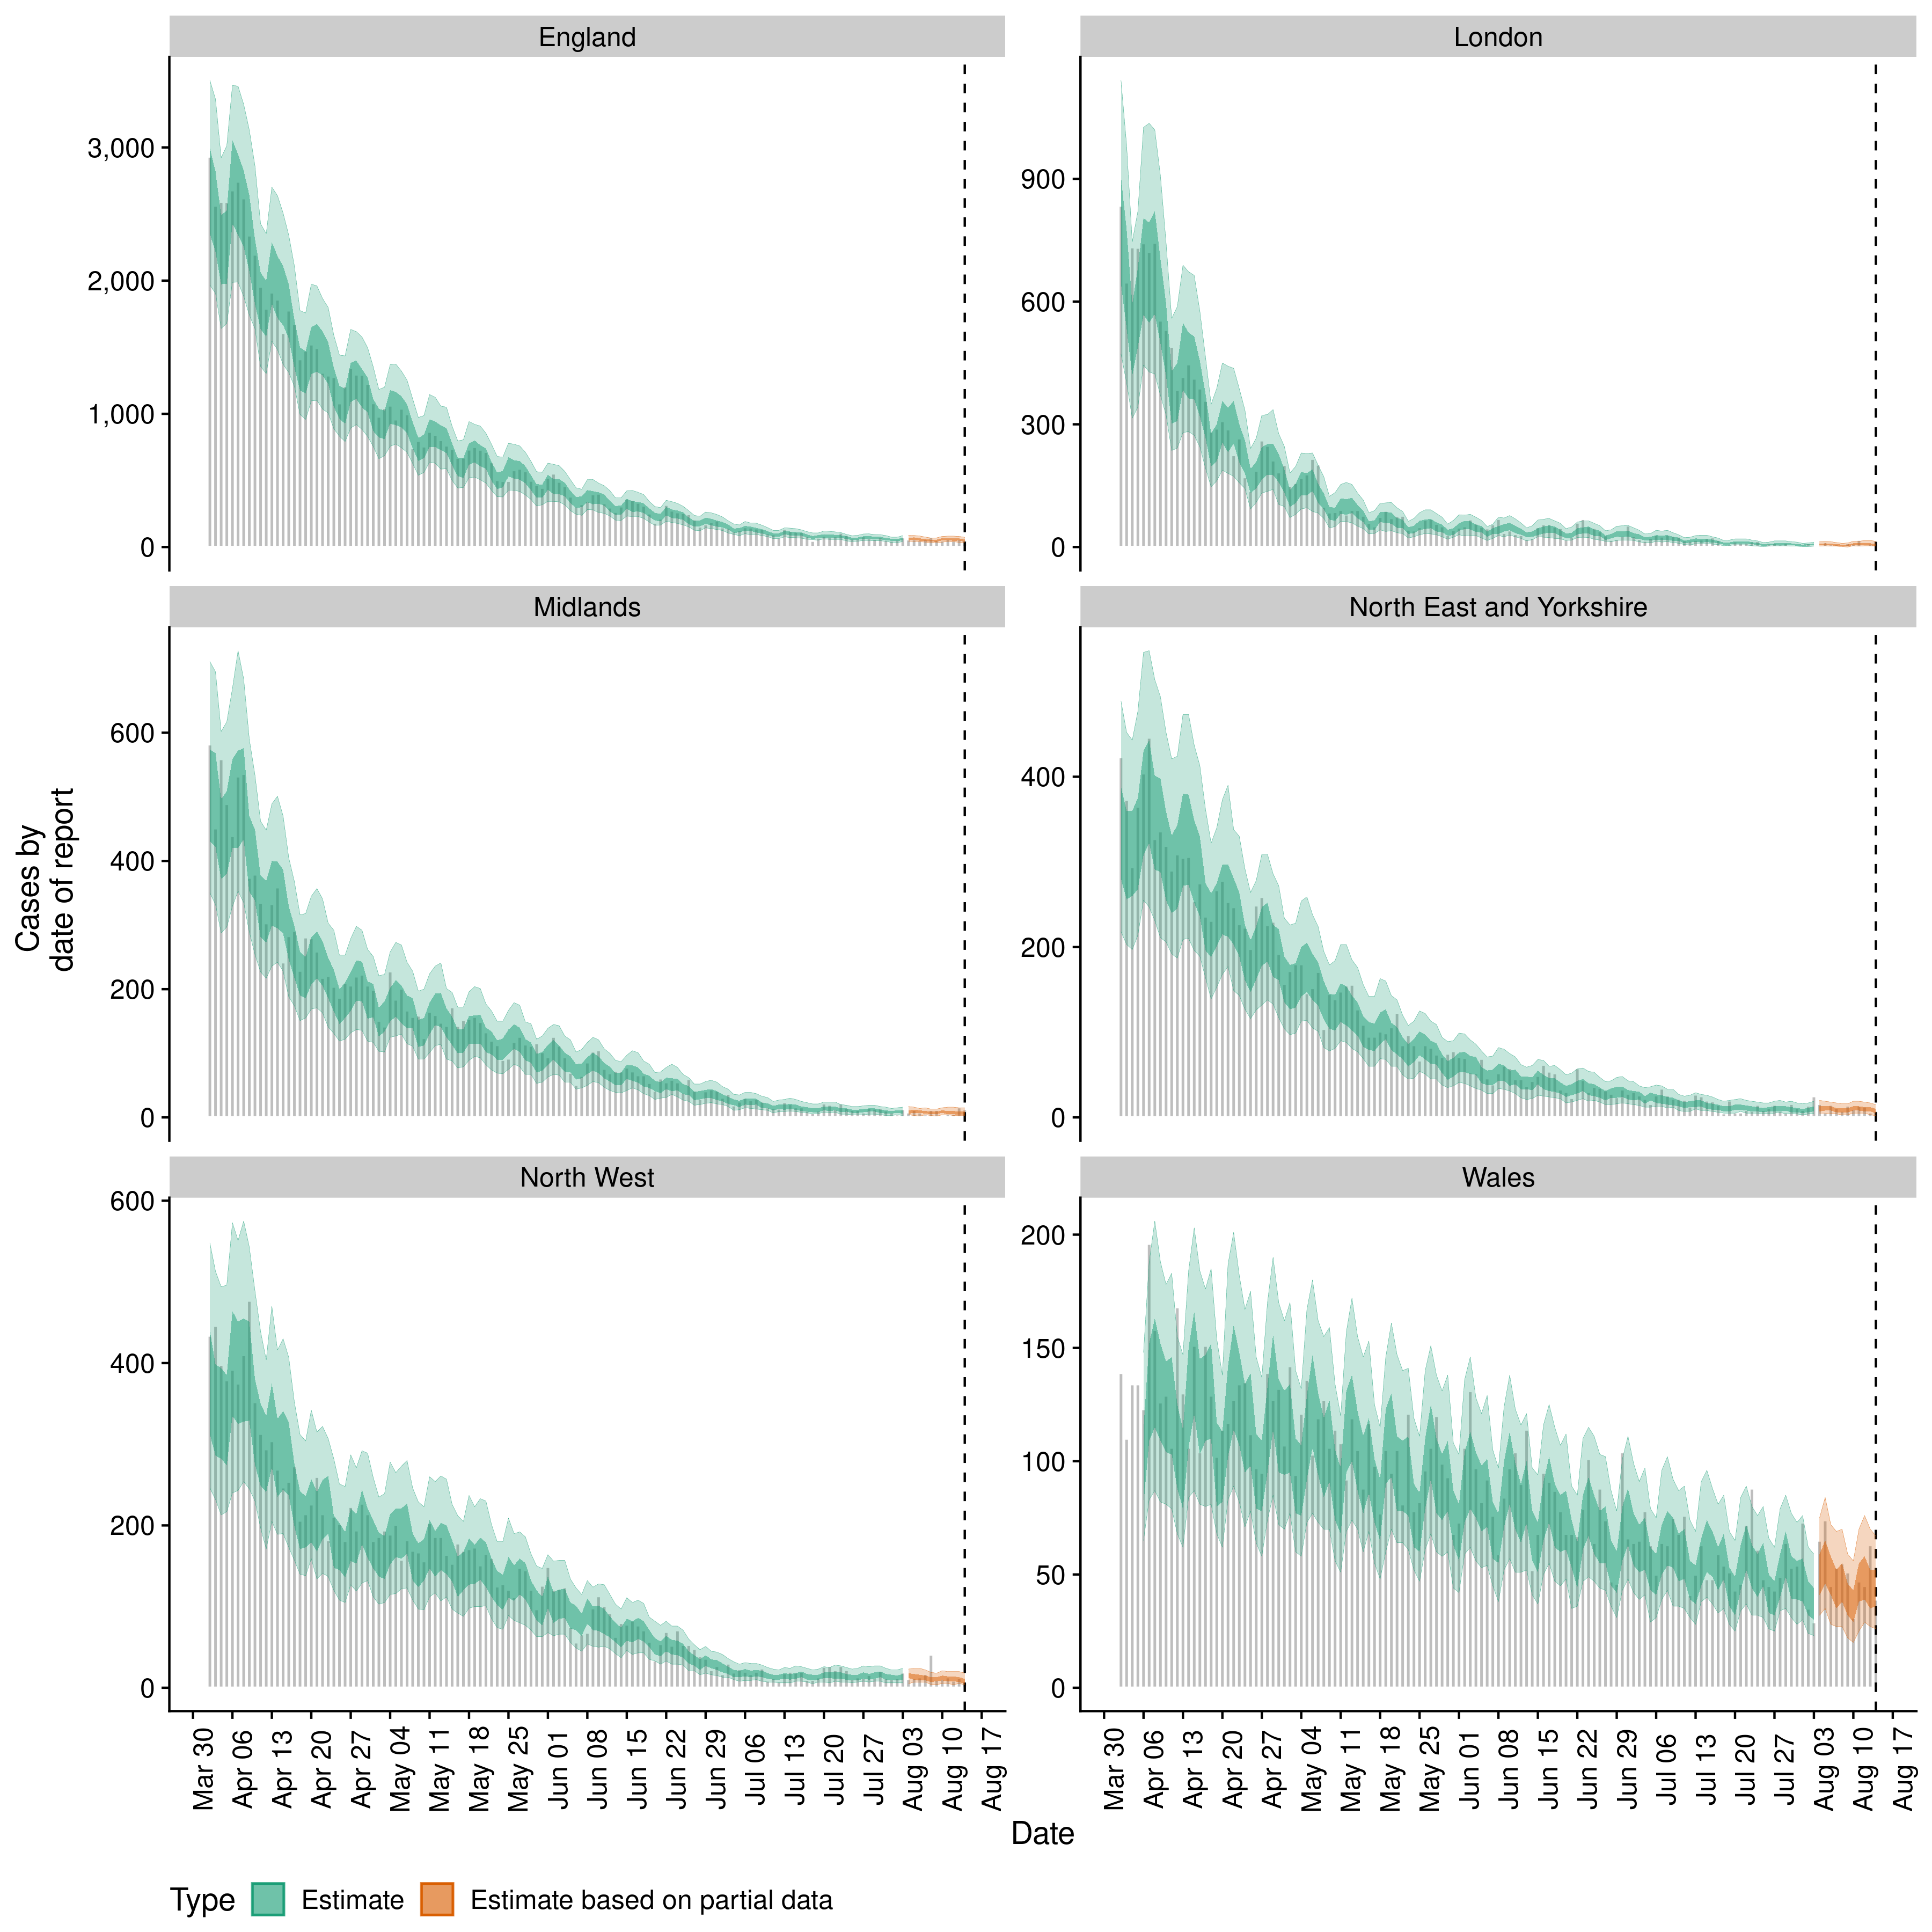 England
London
3,000
2,000
1,000
0
900
600
300
0
Midlands
North East and Yorkshire
600
400
200
0
400
200
0
Cases by
date of report
North West
Wales
600
400
200
0
200
150
100
50
0
Mar 30
Apr 06
Apr 13
Apr 20
Apr 27
May 04
May 11
May 18
May 25
Jun 01
Jun 08
Jun 15
Jun 22
Jun 29
Jul 06
Jul 13
Jul 20
Jul 27
Aug 03
Aug 10
Aug 17
Mar 30
Apr 06
Apr 13
Apr 20
Apr 27
May 04
May 11
May 18
May 25
Jun 01
Jun 08
Jun 15
Jun 22
Jun 29
Jul 06
Jul 13
Jul 20
Jul 27
Aug 03
Aug 10
Aug 17
Date
Type Estimate Estimate based on partial data